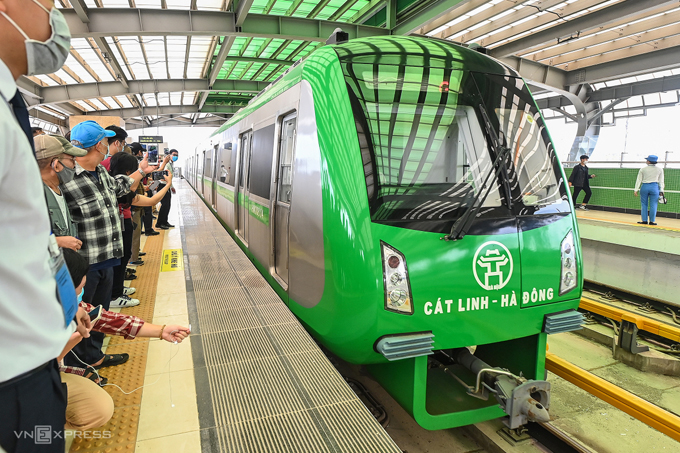 CÁT LINH - HÀ ĐÔNG
VNEXPRESS